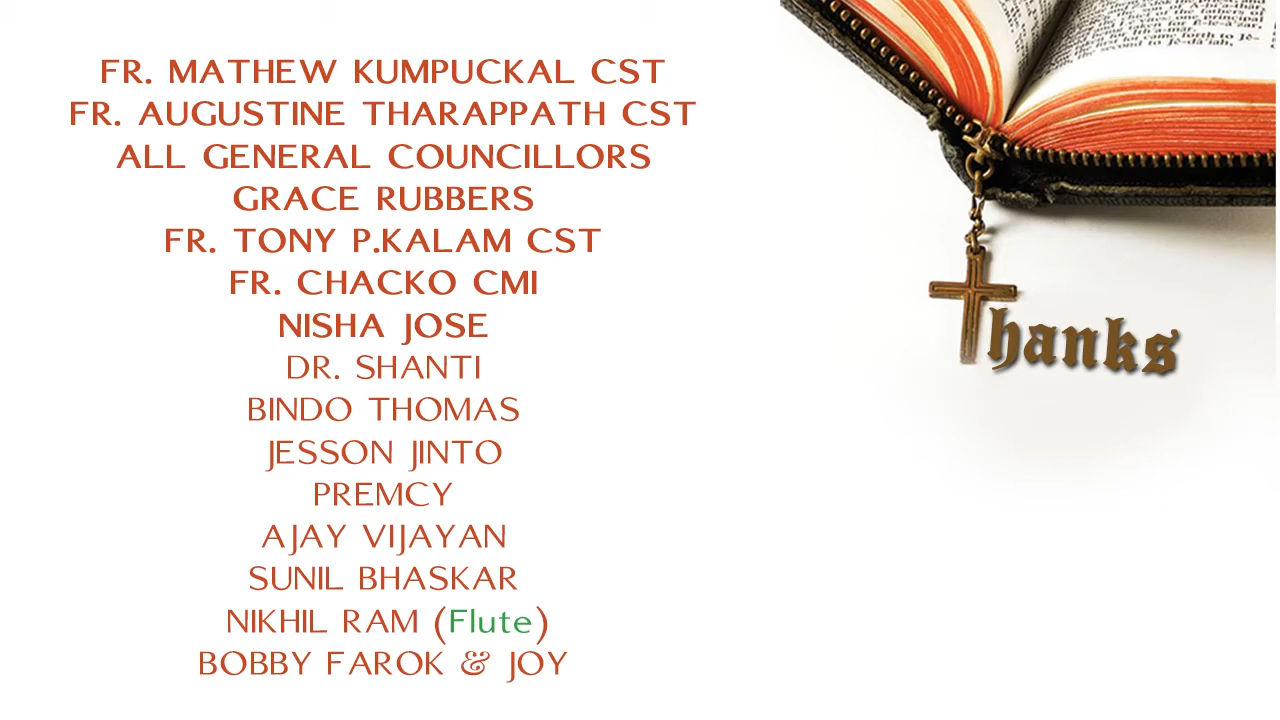 FR. MATHEW KUMPUCKAL CST
FR. AUGUSTINE THARAPPATH CST
ALL GENERAL COUNCILLORS
GRACE RUBBERS
FR. TONY P.KALAM CST
FR. CHACKO CMI
NISHA JOSE
DR. SHANTI
BINDO THOMAS
JESSON JINTO
PREMCY
AJAY VIJAYAN
SUNIL BHASKAR
NIKHIL RAM (Flute)
BOBBY FAROK & JOY
thanks